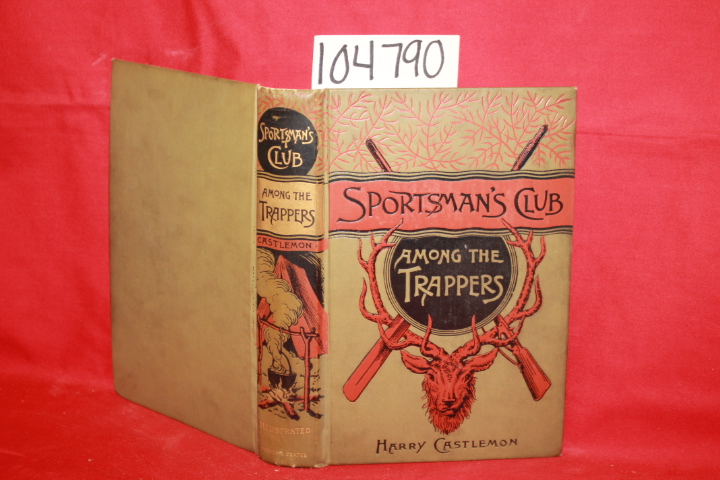 104790
SPORTSMAN'S
CLUB
AMONG THE
TRAPPERS
CASTLEMON
ILLUSTRATED
SPORTSMAN'S CLUB
AMONG THE
TRAPPERS
HARRY CASTLEMON